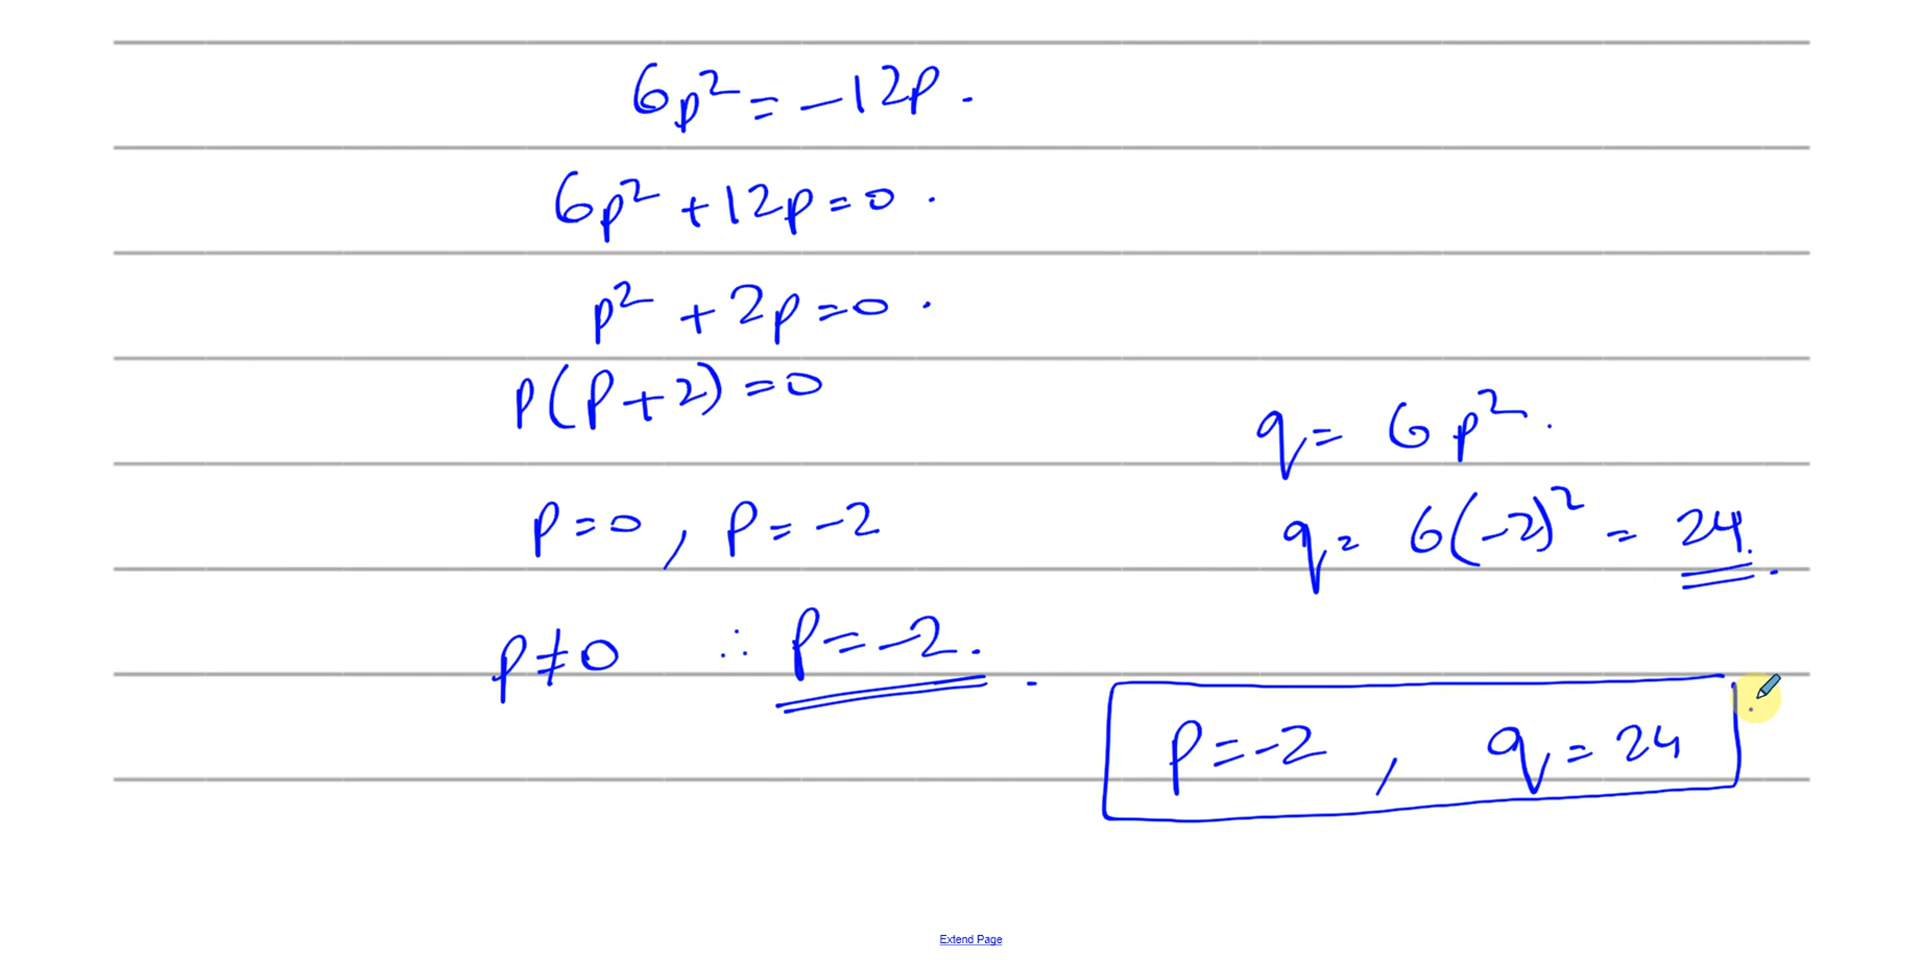 6p² = -12p.
6p² + 12p = 0.
p² + 2p = 0.
p(p+2) = 0
p = 0, p = -2
p ≠ 0 ∴ p = -2.
q = 6p².
q = 6(-2)² = 24.
p = -2, q = 24
Extend Page